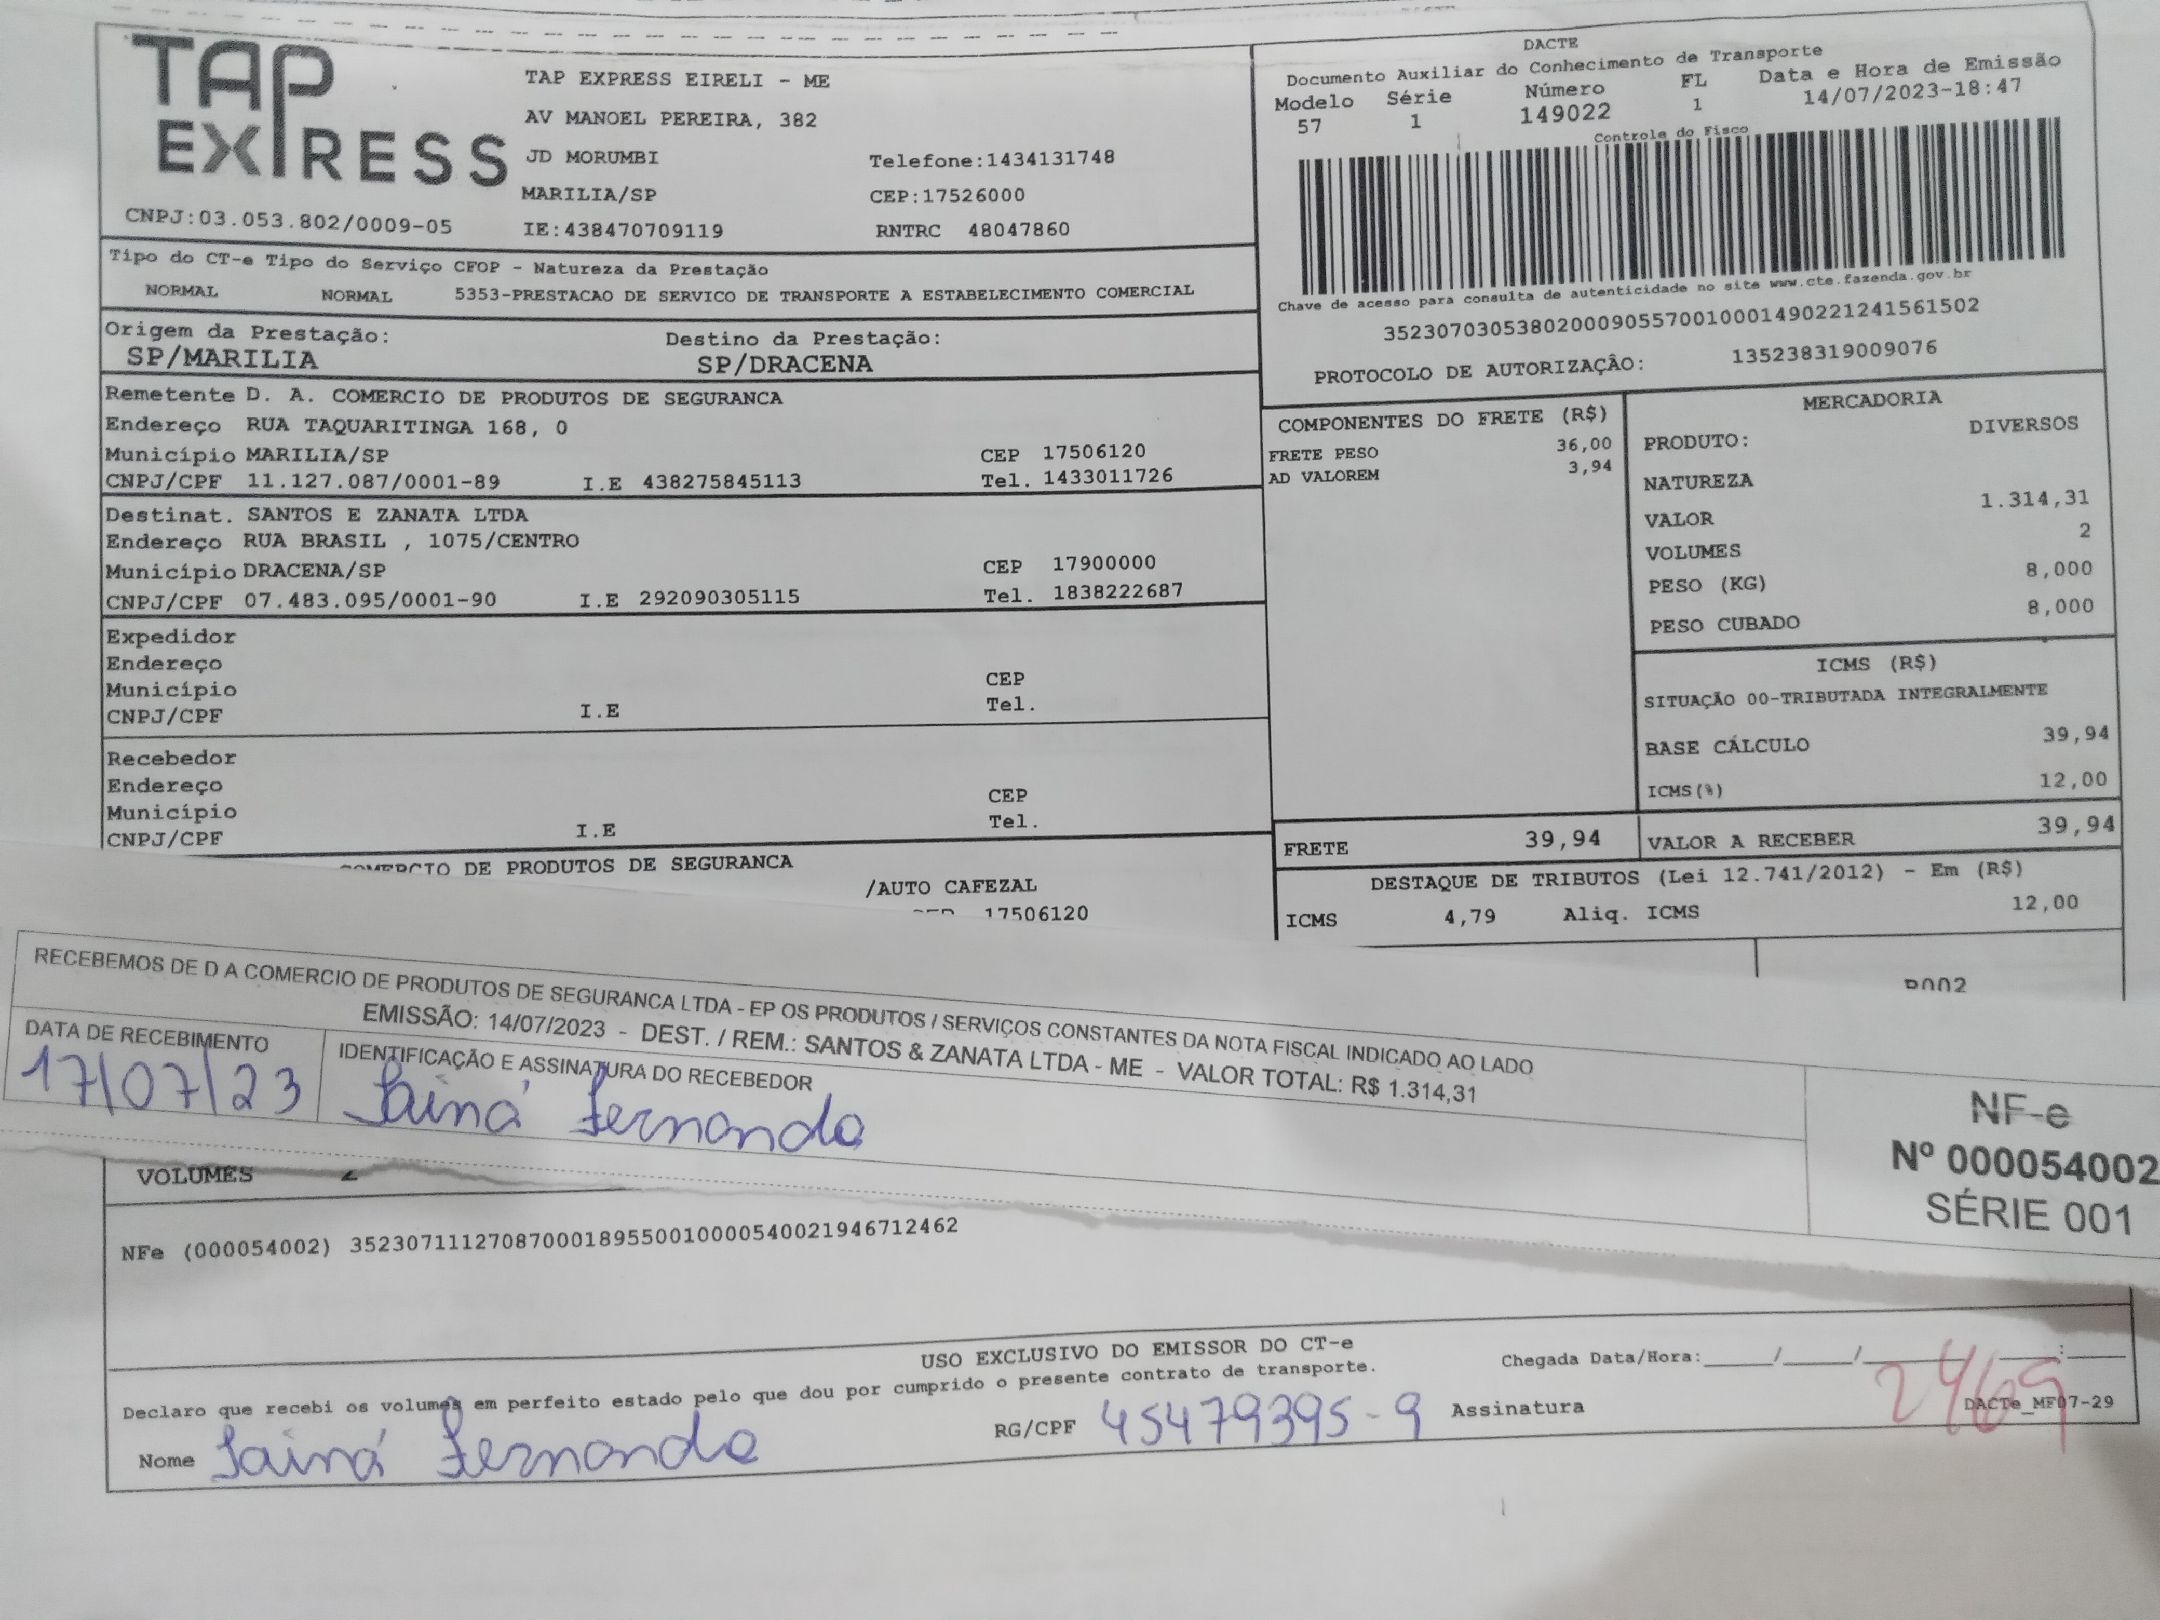 TAP EXPRESS
TAP EXPRESS EIRELI - ME
AV MANOEL PEREIRA, 382
JD MORUMBI Telefone:1434131748
MARILIA/SP CEP:17526000
CNPJ:03.053.802/0009-05 IE:438470709119 RNTRC 48047860
DACTE
Documento Auxiliar do Conhecimento de Transporte
Modelo Série Número FL Data e Hora de Emissão
57 1 149022 1 14/07/2023-18:47
Controle do Fisco
Chave de acesso para consulta de autenticidade no site www.cte.fazenda.gov.br
35230703053802000905570010001490221241561502
PROTOCOLO DE AUTORIZAÇÂO: 135238319009076
Tipo do CT-e Tipo do Serviço CFOP - Natureza da Prestação
NORMAL NORMAL 5353-PRESTACAO DE SERVICO DE TRANSPORTE A ESTABELECIMENTO COMERCIAL
Origem da Prestação: Destino da Prestação:
SP/MARILIA SP/DRACENA
Remetente D. A. COMERCIO DE PRODUTOS DE SEGURANCA
Endereço RUA TAQUARITINGA 168, 0
Município MARILIA/SP CEP 17506120
CNPJ/CPF 11.127.087/0001-89 I.E 438275845113 Tel. 1433011726
Destinat. SANTOS E ZANATA LTDA
Endereço RUA BRASIL , 1075/CENTRO
Município DRACENA/SP CEP 17900000
CNPJ/CPF 07.483.095/0001-90 I.E 292090305115 Tel. 1838222687
Expedidor
Endereço
Município CEP
CNPJ/CPF I.E Tel.
Recebedor
Endereço
Município CEP
CNPJ/CPF I.E Tel.
COMERCIO DE PRODUTOS DE SEGURANCA
/AUTO CAFEZAL
CEP 17506120
COMPONENTES DO FRETE (R$)
FRETE PESO 36,00
AD VALOREM 3,94
MERCADORIA
PRODUTO: DIVERSOS
NATUREZA
VALOR 1.314,31
VOLUMES 2
PESO (KG) 8,000
PESO CUBADO 8,000
ICMS (R$)
SITUAÇÃO 00-TRIBUTADA INTEGRALMENTE
BASE CÁLCULO 39,94
ICMS(%) 12,00
FRETE 39,94 VALOR A RECEBER 39,94
DESTAQUE DE TRIBUTOS (Lei 12.741/2012) - Em (R$)
ICMS 4,79 Aliq. ICMS 12,00
RECEBEMOS DE D A COMERCIO DE PRODUTOS DE SEGURANCA LTDA - EP OS PRODUTOS / SERVIÇOS CONSTANTES DA NOTA FISCAL INDICADO AO LADO
EMISSÃO: 14/07/2023 - DEST. / REM.: SANTOS & ZANATA LTDA - ME - VALOR TOTAL: R$ 1.314,31
DATA DE RECEBIMENTO IDENTIFICAÇÃO E ASSINATURA DO RECEBEDOR
17/07/23 Tainá Fernanda
NF-e
Nº 000054002
SÉRIE 001
VOLUMES 2
NFe (000054002) 35230711127087000189550010000540021946712462
USO EXCLUSIVO DO EMISSOR DO CT-e
Declaro que recebi os volumes em perfeito estado pelo que dou por cumprido o presente contrato de transporte. Chegada Data/Hora:_____/_____/_____ _____:_____
Nome Tainá Fernanda RG/CPF 45479395-9 Assinatura
DACTe_MF07-29